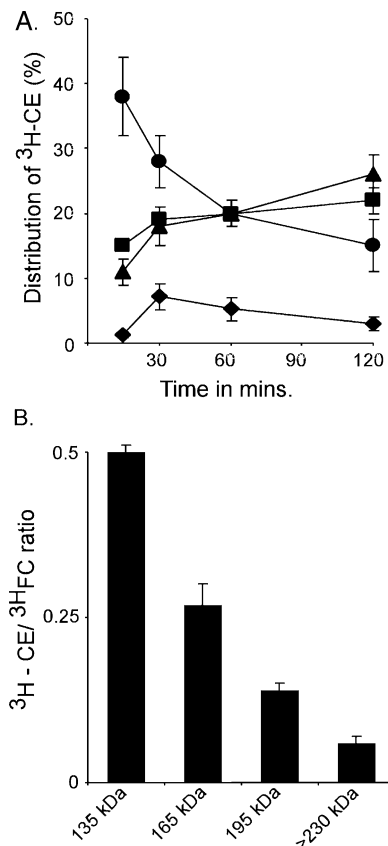 A.
Distribution of ³H-CE (%)
50
40
30
20
10
0
30
60
90
120
Time in mins.
B.
³H - CE/ ³HFC ratio
0.5
0.25
0
135 kDa
165 kDa
195 kDa
>230 kDa